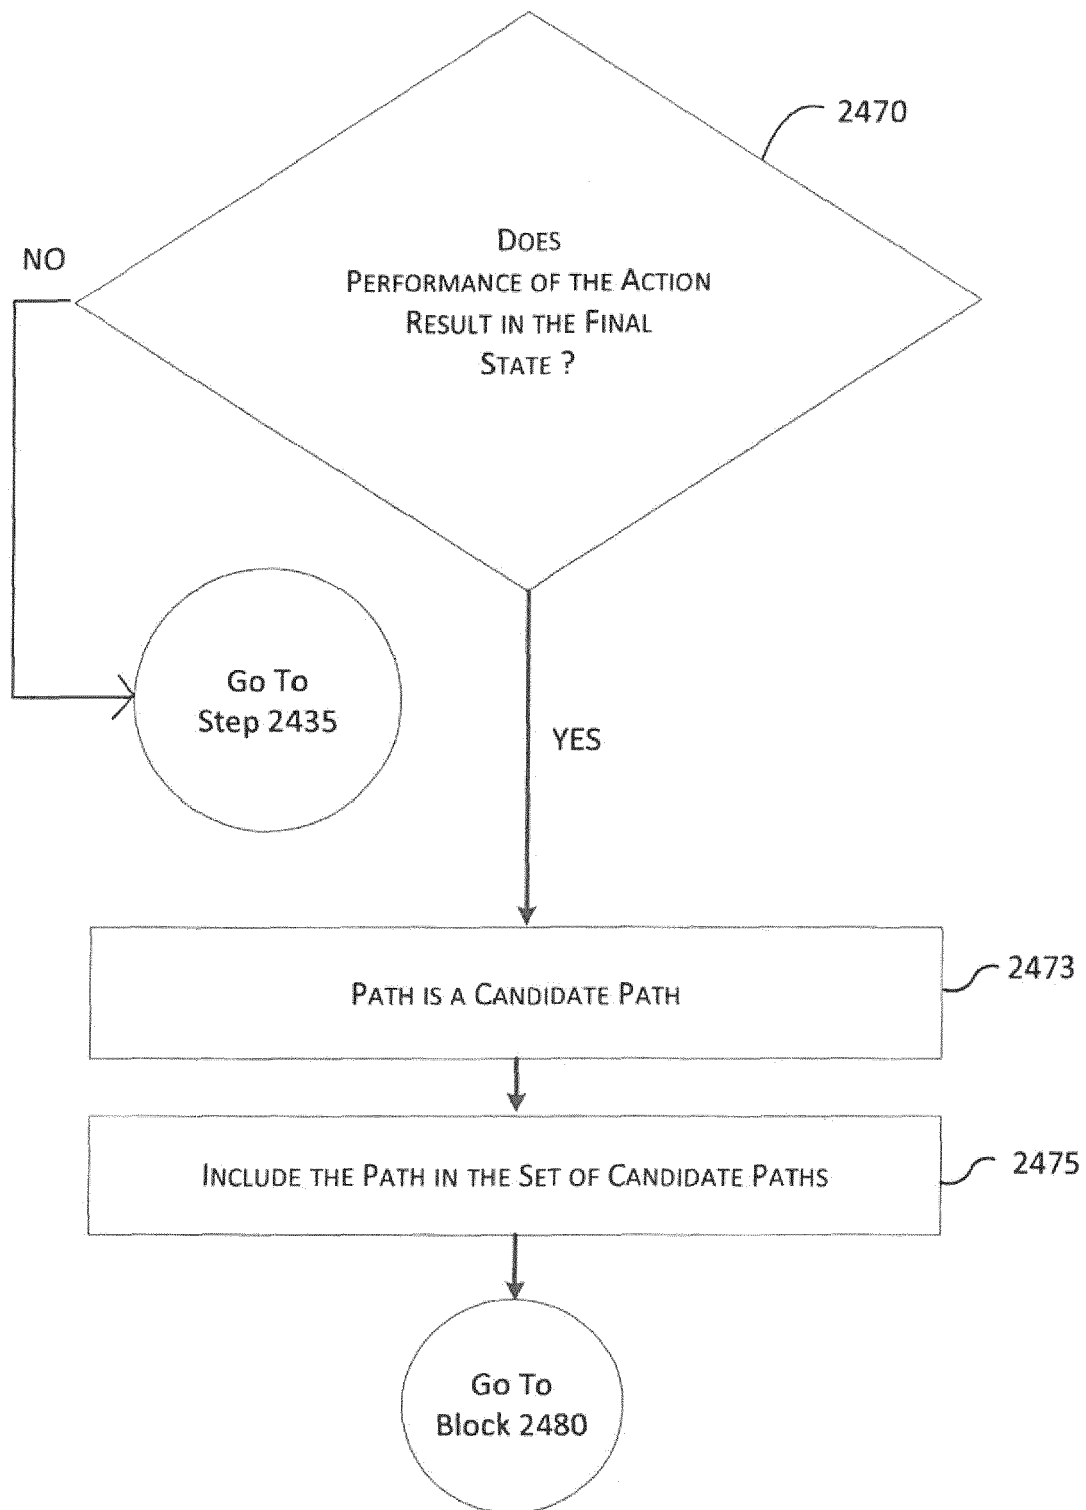 2470
NO
DOES
PERFORMANCE OF THE ACTION
RESULT IN THE FINAL
STATE ?
Go To
Step 2435
YES
2473
PATH IS A CANDIDATE PATH
2475
INCLUDE THE PATH IN THE SET OF CANDIDATE PATHS
Go To
Block 2480